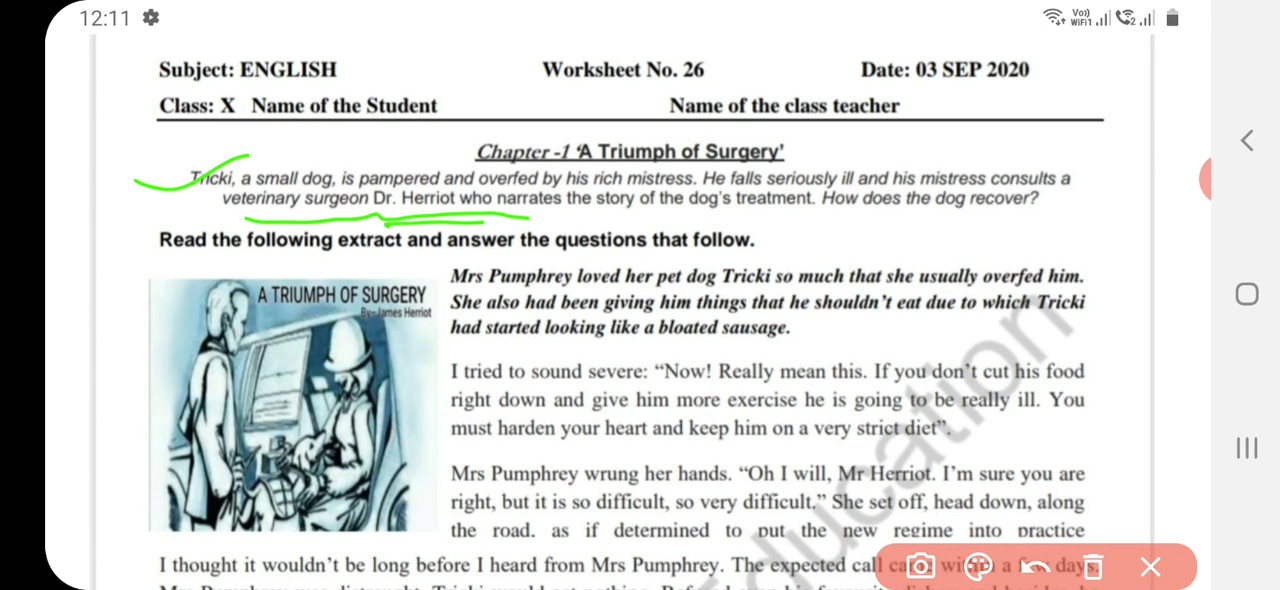 12:11
Vo))
WiFi1
2
Subject: ENGLISH Worksheet No. 26 Date: 03 SEP 2020
Class: X Name of the Student Name of the class teacher
Chapter -1 'A Triumph of Surgery'
Tricki, a small dog, is pampered and overfed by his rich mistress. He falls seriously ill and his mistress consults a
veterinary surgeon Dr. Herriot who narrates the story of the dog's treatment. How does the dog recover?
Read the following extract and answer the questions that follow.
A TRIUMPH OF SURGERY
By-James Herriot
Mrs Pumphrey loved her pet dog Tricki so much that she usually overfed him.
She also had been giving him things that he shouldn't eat due to which Tricki
had started looking like a bloated sausage.
I tried to sound severe: “Now! Really mean this. If you don't cut his food
right down and give him more exercise he is going to be really ill. You
must harden your heart and keep him on a very strict diet”.
Mrs Pumphrey wrung her hands. “Oh I will, Mr Herriot. I'm sure you are
right, but it is so difficult, so very difficult.” She set off, head down, along
the road. as if determined to put the new regime into practice
I thought it wouldn't be long before I heard from Mrs Pumphrey. The expected call came within a few days.
Education